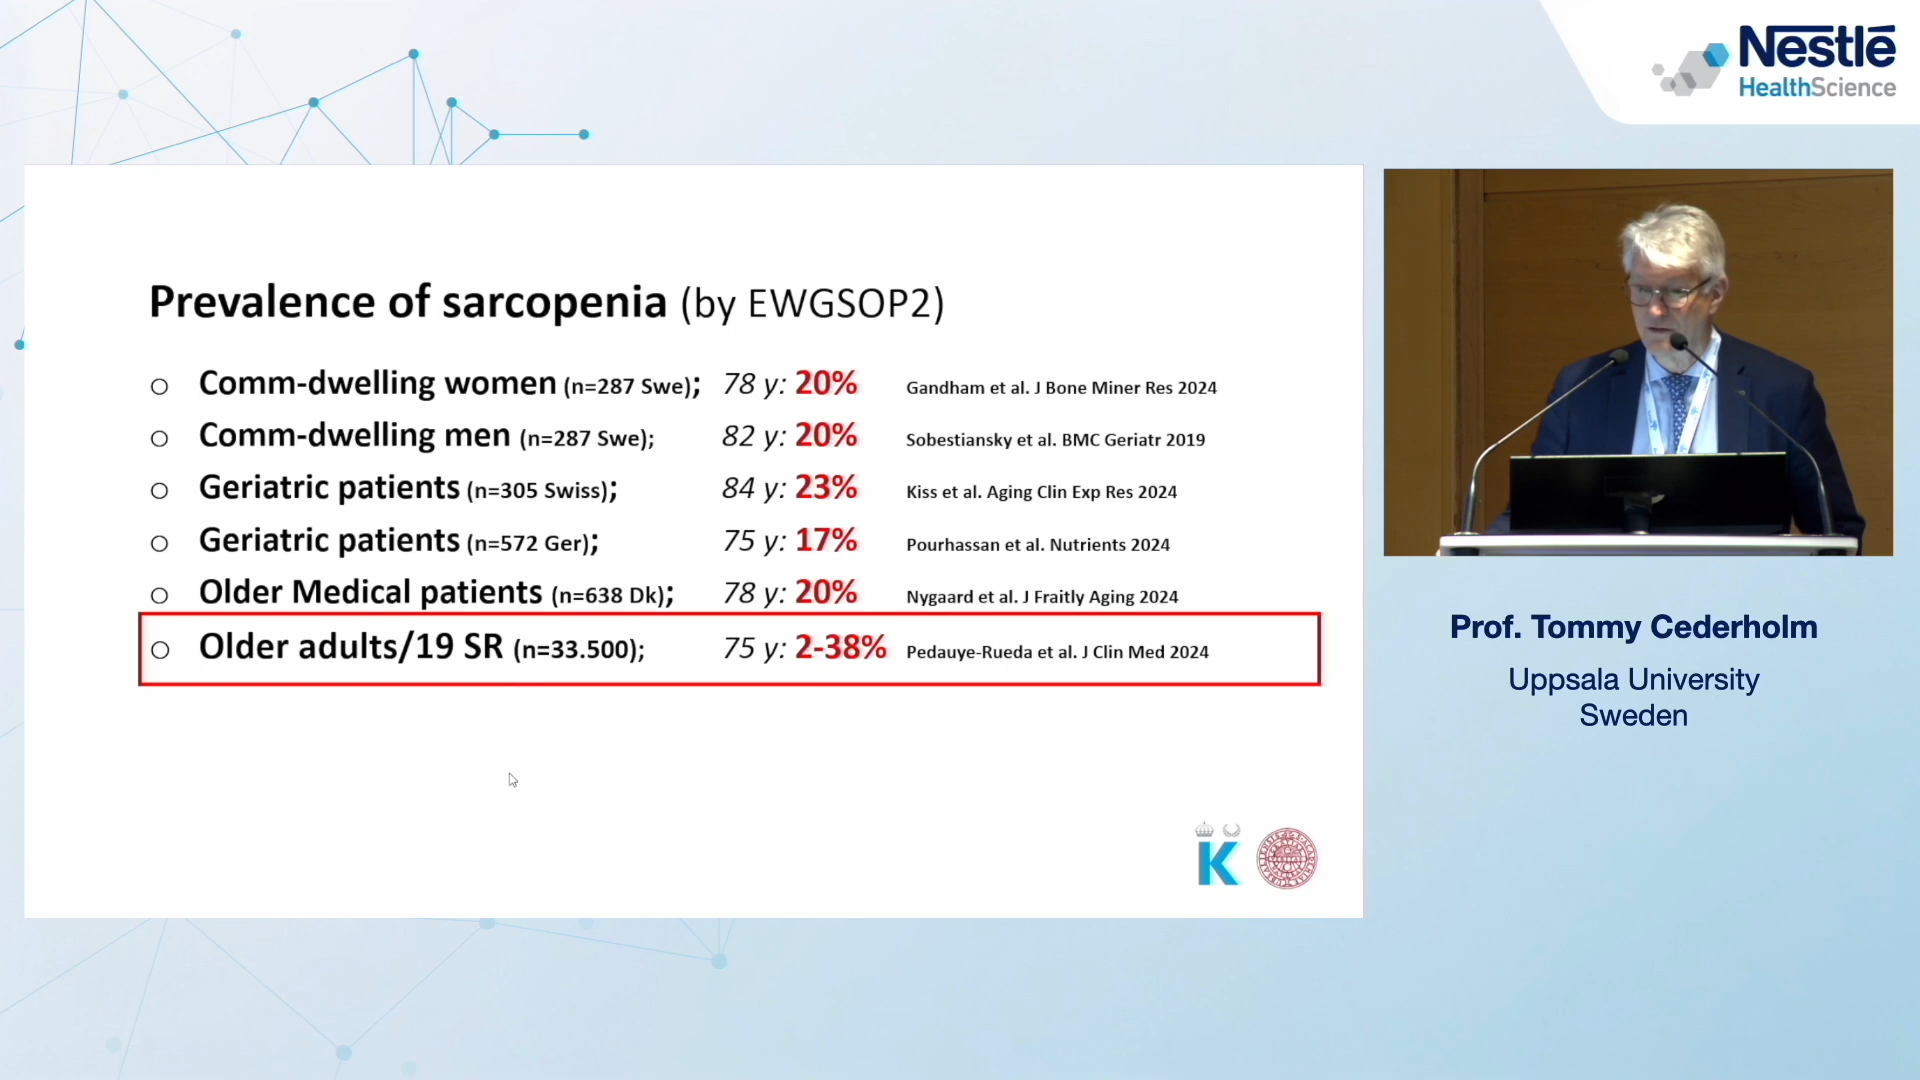 Nestlé
HealthScience
Prevalence of sarcopenia (by EWGSOP2)
o Comm-dwelling women (n=287 Swe); 78 y: 20% Gandham et al. J Bone Miner Res 2024
o Comm-dwelling men (n=287 Swe); 82 y: 20% Sobestiansky et al. BMC Geriatr 2019
o Geriatric patients (n=305 Swiss); 84 y: 23% Kiss et al. Aging Clin Exp Res 2024
o Geriatric patients (n=572 Ger); 75 y: 17% Pourhassan et al. Nutrients 2024
o Older Medical patients (n=638 Dk); 78 y: 20% Nygaard et al. J Fraitly Aging 2024
o Older adults/19 SR (n=33.500); 75 y: 2-38% Pedauye-Rueda et al. J Clin Med 2024
K
Prof. Tommy Cederholm
Uppsala University
Sweden